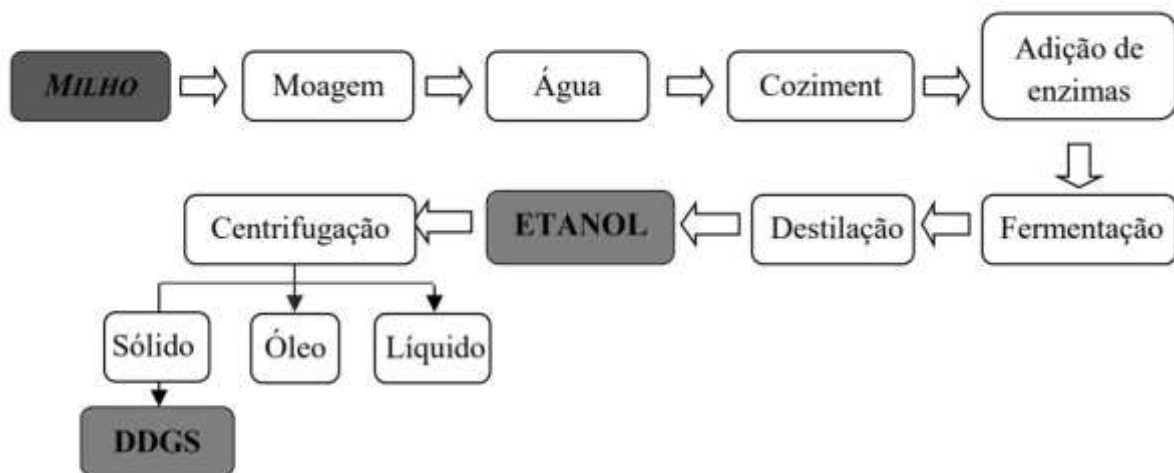 MILHO
Moagem
Água
Coziment
Adição de
enzimas
Fermentação
Destilação
ETANOL
Centrifugação
Sólido
Óleo
Líquido
DDGS